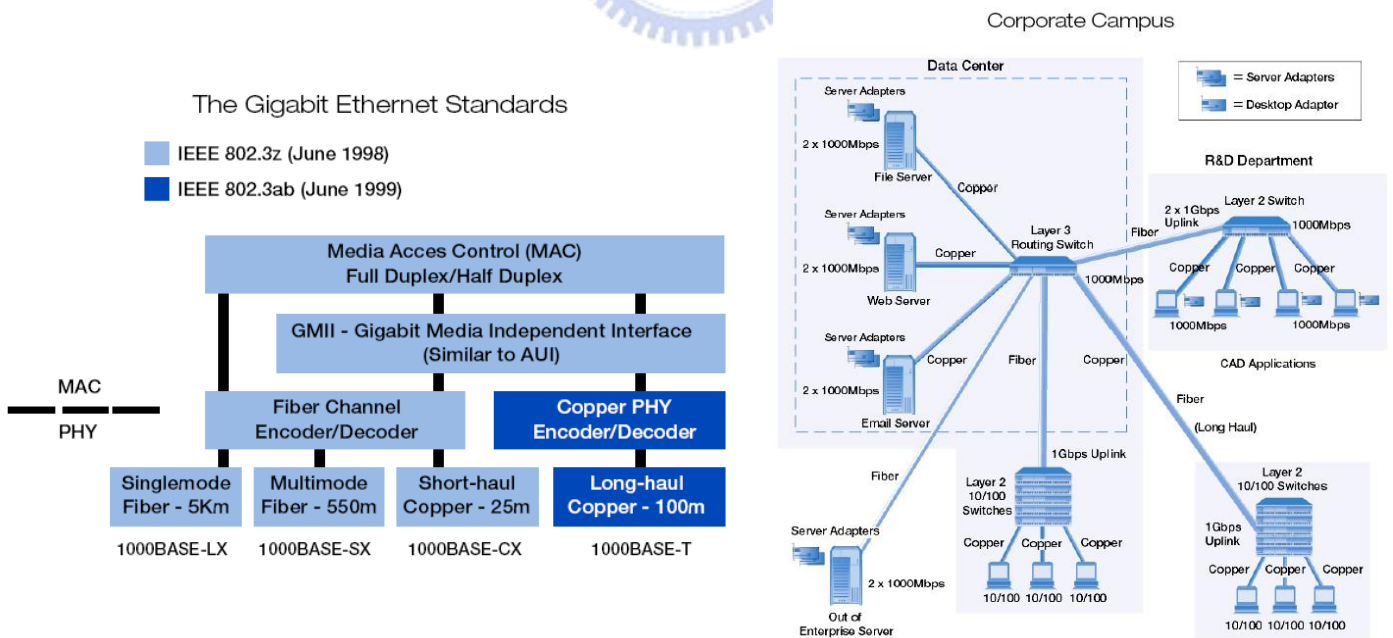 The Gigabit Ethernet Standards
IEEE 802.3z (June 1998)
IEEE 802.3ab (June 1999)
Media Acces Control (MAC)
Full Duplex/Half Duplex
GMII - Gigabit Media Independent Interface
(Similar to AUI)
MAC
PHY
Fiber Channel
Encoder/Decoder
Copper PHY
Encoder/Decoder
Singlemode
Fiber - 5Km
Multimode
Fiber - 550m
Short-haul
Copper - 25m
Long-haul
Copper - 100m
1000BASE-LX
1000BASE-SX
1000BASE-CX
1000BASE-T
Corporate Campus
Data Center
= Server Adapters
= Desktop Adapter
Server Adapters
2 x 1000Mbps
File Server
Copper
Server Adapters
2 x 1000Mbps
Web Server
Copper
Server Adapters
2 x 1000Mbps
Email Server
Copper
Layer 3
Routing Switch
1000Mbps
Fiber
Copper
R&D Department
Layer 2 Switch
2 x 1Gbps
Uplink
Fiber
1000Mbps
Copper
Copper
Copper
Copper
1000Mbps
1000Mbps
CAD Applications
Fiber
(Long Haul)
Fiber
Server Adapters
2 x 1000Mbps
Out of
Enterprise Server
1Gbps Uplink
Layer 2
10/100
Switches
Copper
Copper
Copper
10/100
10/100
10/100
Layer 2
10/100 Switches
1Gbps
Uplink
Copper
Copper
Copper
10/100
10/100
10/100